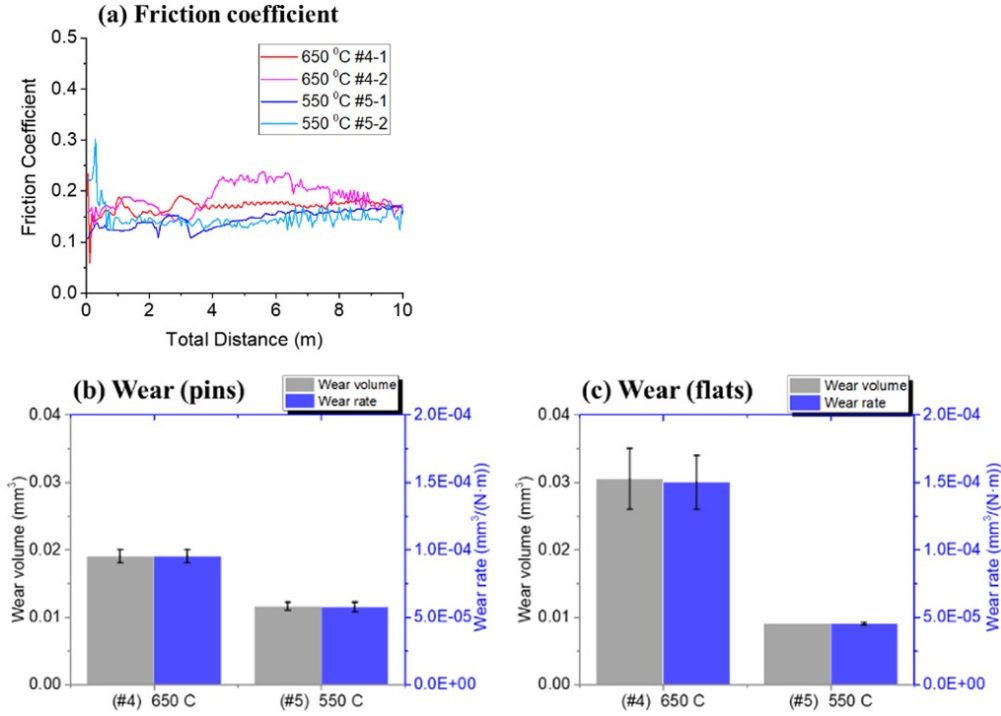 (a) Friction coefficient
0.5
0.4
0.3
0.2
0.1
0.0
Friction Coefficient
650 ⁰C #4-1
650 ⁰C #4-2
550 ⁰C #5-1
550 ⁰C #5-2
0 2 4 6 8 10
Total Distance (m)
(b) Wear (pins)
Wear volume
Wear rate
0.04
0.03
0.02
0.01
0.00
Wear volume (mm³)
2.0E-04
1.5E-04
1.0E-04
5.0E-05
0.0E+00
Wear rate (mm³/(N·m))
(#4) 650 C (#5) 550 C
(c) Wear (flats)
Wear volume
Wear rate
0.04
0.03
0.02
0.01
0.00
Wear volume (mm³)
2.0E-04
1.5E-04
1.0E-04
5.0E-05
0.0E+00
Wear rate (mm³/(N·m))
(#4) 650 C (#5) 550 C